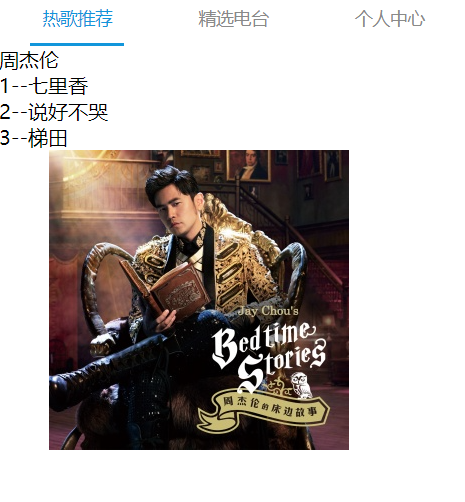 热歌推荐 精选电台 个人中心
周杰伦
1--七里香
2--说好不哭
3--梯田
Jay Chou's
Bedtime
Stories
周杰伦的床边故事